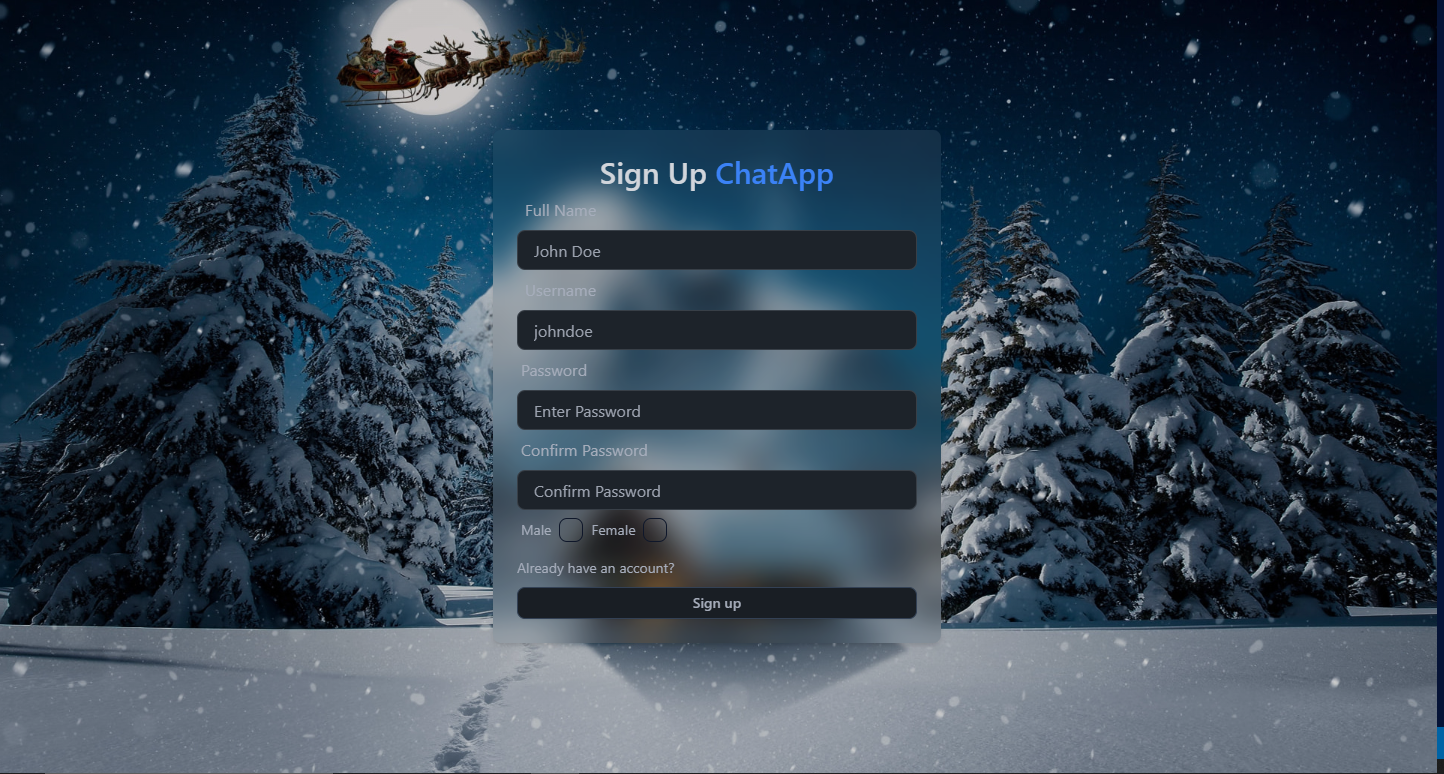 Sign Up ChatApp
Full Name
John Doe
Username
johndoe
Password
Enter Password
Confirm Password
Confirm Password
Male Female
Already have an account?
Sign up